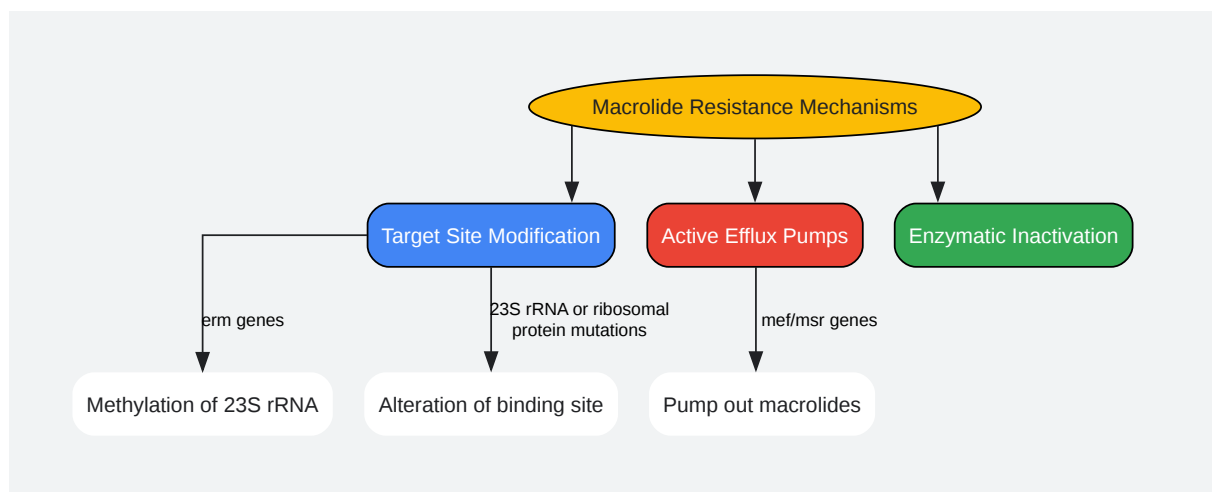 Macrolide Resistance Mechanisms
Target Site Modification
Active Efflux Pumps
Enzymatic Inactivation
erm genes
23S rRNA or ribosomal
protein mutations
mef/msr genes
Methylation of 23S rRNA
Alteration of binding site
Pump out macrolides